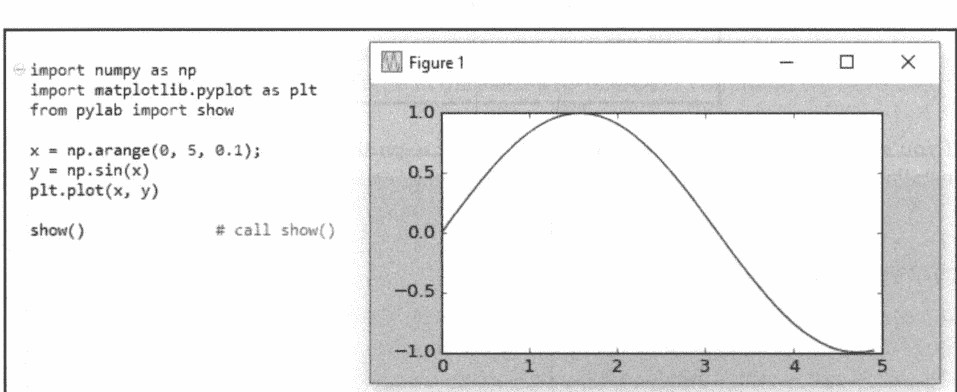 import numpy as np
import matplotlib.pyplot as plt
from pylab import show
x = np.arange(0, 5, 0.1);
y = np.sin(x)
plt.plot(x, y)
show() # call show()
Figure 1
1.0
0.5
0.0
−0.5
−1.0
0 1 2 3 4 5